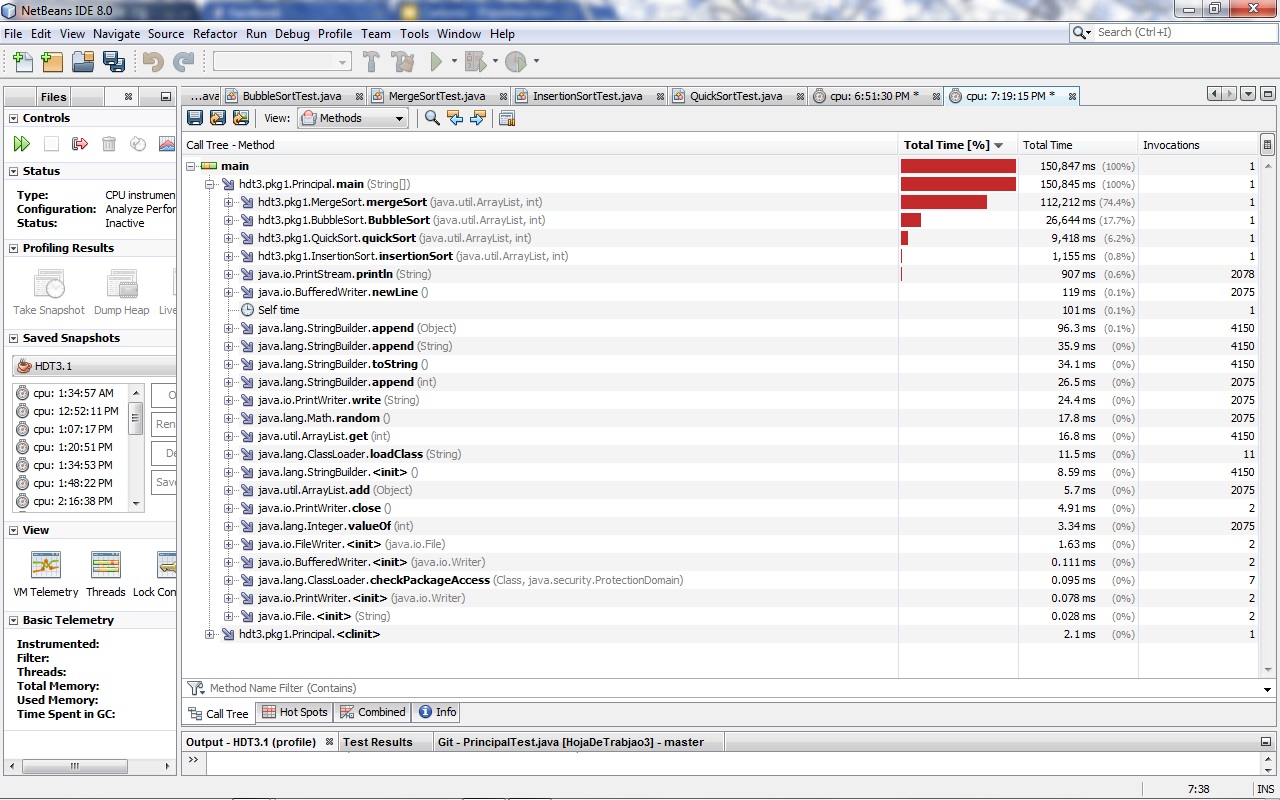 NetBeans IDE 8.0
File Edit View Navigate Source Refactor Run Debug Profile Team Tools Window Help
Search (Ctrl+I)
Files
...ava BubbleSortTest.java MergeSortTest.java InsertionSortTest.java QuickSortTest.java cpu: 6:51:30 PM * cpu: 7:19:15 PM *
Controls
Status
Type: CPU instrumen
Configuration: Analyze Perfor
Status: Inactive
Profiling Results
Take Snapshot Dump Heap Live
Saved Snapshots
HDT3.1
cpu: 1:34:57 AM
cpu: 12:52:11 PM
cpu: 1:07:17 PM
cpu: 1:20:51 PM
cpu: 1:34:53 PM
cpu: 1:48:22 PM
cpu: 2:16:38 PM
O
Ren
De
Save
View
VM Telemetry Threads Lock Con
Basic Telemetry
Instrumented:
Filter:
Threads:
Total Memory:
Used Memory:
Time Spent in GC:
View: Methods
Call Tree - Method Total Time [%] Total Time Invocations
main 150,847 ms (100%) 1
hdt3.pkg1.Principal.main (String[]) 150,845 ms (100%) 1
hdt3.pkg1.MergeSort.mergeSort (java.util.ArrayList, int) 112,212 ms (74.4%) 1
hdt3.pkg1.BubbleSort.BubbleSort (java.util.ArrayList, int) 26,644 ms (17.7%) 1
hdt3.pkg1.QuickSort.quickSort (java.util.ArrayList, int) 9,418 ms (6.2%) 1
hdt3.pkg1.InsertionSort.insertionSort (java.util.ArrayList, int) 1,155 ms (0.8%) 1
java.io.PrintStream.println (String) 907 ms (0.6%) 2078
java.io.BufferedWriter.newLine () 119 ms (0.1%) 2075
Self time 101 ms (0.1%) 1
java.lang.StringBuilder.append (Object) 96.3 ms (0.1%) 4150
java.lang.StringBuilder.append (String) 35.9 ms (0%) 4150
java.lang.StringBuilder.toString () 34.1 ms (0%) 4150
java.lang.StringBuilder.append (int) 26.5 ms (0%) 2075
java.io.PrintWriter.write (String) 24.4 ms (0%) 2075
java.lang.Math.random () 17.8 ms (0%) 2075
java.util.ArrayList.get (int) 16.8 ms (0%) 4150
java.lang.ClassLoader.loadClass (String) 11.5 ms (0%) 11
java.lang.StringBuilder.<init> () 8.59 ms (0%) 4150
java.util.ArrayList.add (Object) 5.7 ms (0%) 2075
java.io.PrintWriter.close () 4.91 ms (0%) 2
java.lang.Integer.valueOf (int) 3.34 ms (0%) 2075
java.io.FileWriter.<init> (java.io.File) 1.63 ms (0%) 2
java.io.BufferedWriter.<init> (java.io.Writer) 0.111 ms (0%) 2
java.lang.ClassLoader.checkPackageAccess (Class, java.security.ProtectionDomain) 0.095 ms (0%) 7
java.io.PrintWriter.<init> (java.io.Writer) 0.078 ms (0%) 2
java.io.File.<init> (String) 0.028 ms (0%) 2
hdt3.pkg1.Principal.<clinit> 2.1 ms (0%) 1
Method Name Filter (Contains)
Call Tree Hot Spots Combined Info
Output - HDT3.1 (profile) Test Results Git - PrincipalTest.java [HojaDeTrabjao3] - master
>>
7:38 INS